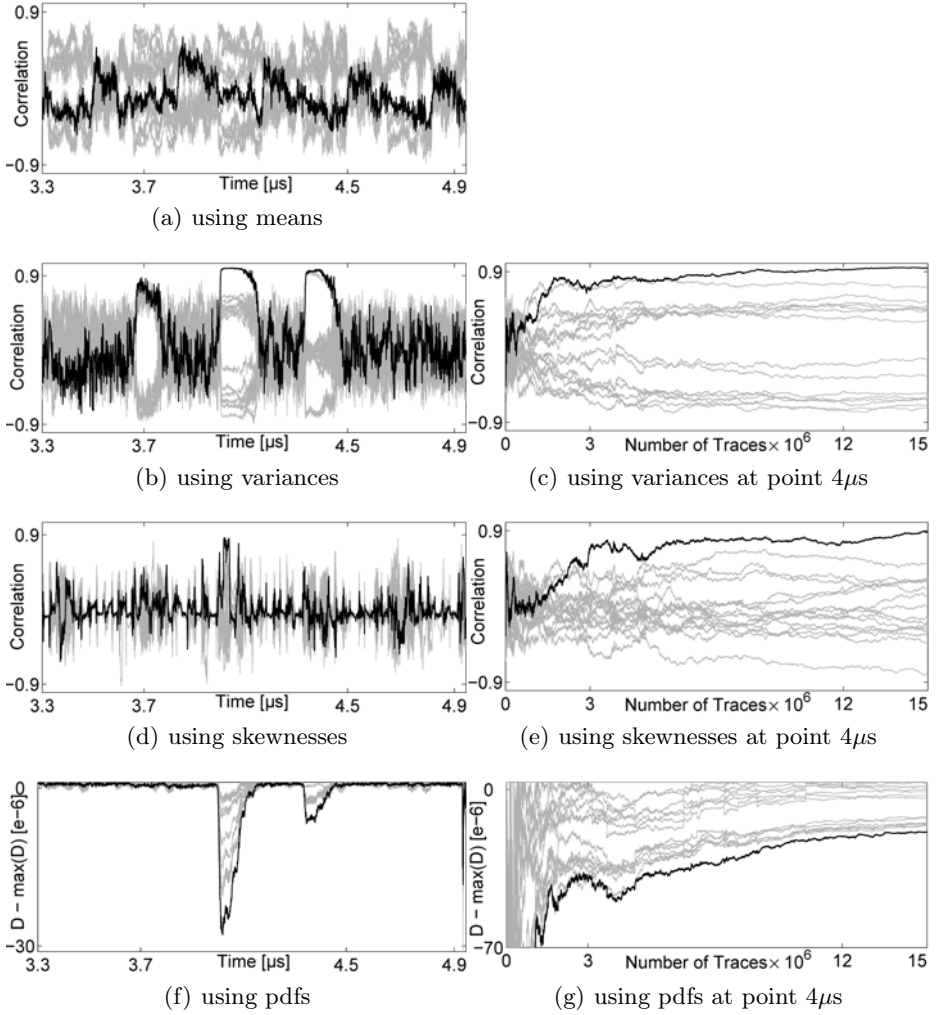 0.9
Correlation
−0.9
3.3 3.7 Time [µs] 4.5 4.9
(a) using means
0.9
Correlation
−0.9
3.3 3.7 Time [µs] 4.5 4.9
(b) using variances
0.9
Correlation
−0.9
0 3 Number of Traces× 10^6 12 15
(c) using variances at point 4µs
0.9
Correlation
−0.9
3.3 3.7 Time [µs] 4.5 4.9
(d) using skewnesses
0.9
Correlation
−0.9
0 3 Number of Traces× 10^6 12 15
(e) using skewnesses at point 4µs
0
D − max(D) [e−6]
−30
3.3 3.7 Time [µs] 4.5 4.9
(f) using pdfs
0
D − max(D) [e−6]
−70
0 3 Number of Traces× 10^6 12 15
(g) using pdfs at point 4µs